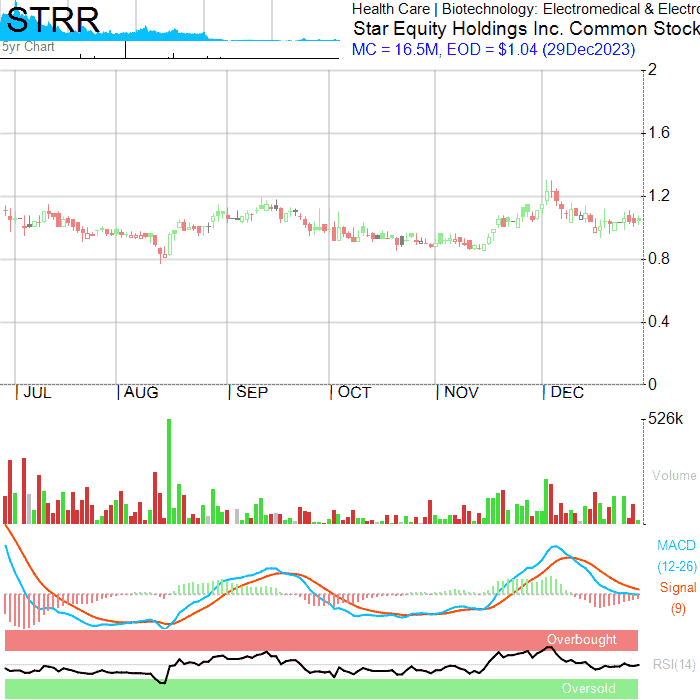 STRR
5yr Chart
Health Care | Biotechnology: Electromedical & Electro
Star Equity Holdings Inc. Common Stock
MC = 16.5M, EOD = $1.04 (29Dec2023)
2
1.6
1.2
0.8
0.4
0
JUL AUG SEP OCT NOV DEC
526k
Volume
MACD
(12-26)
Signal
(9)
Overbought
RSI(14)
Oversold